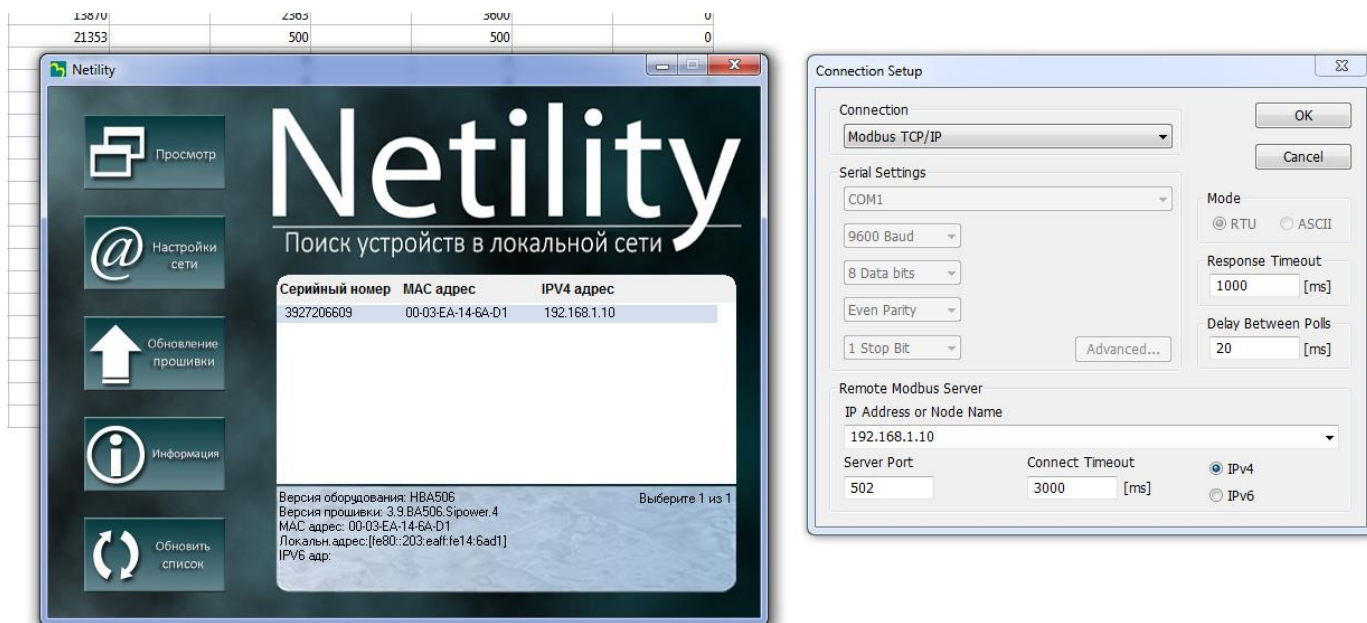 13870 2363 3600 0
21353 500 500 0
Netility
Просмотр
Настройки
сети
Обновление
прошивки
Информация
Обновить
список
Netility
Поиск устройств в локальной сети
Серийный номер MAC адрес IPV4 адрес
3927206609 00-03-EA-14-6A-D1 192.168.1.10
Версия оборудования: HBA506 Выберите 1 из 1
Версия прошивки: 3.9.BA506.Sipower.4
MAC адрес: 00-03-EA-14-6A-D1
Локальн.адрес:[fe80::203:eaff:fe14:6ad1]
IPV6 адр:
Connection Setup
Connection
Modbus TCP/IP
OK
Cancel
Serial Settings
COM1
9600 Baud
8 Data bits
Even Parity
1 Stop Bit
Advanced...
Mode
RTU ASCII
Response Timeout
1000 [ms]
Delay Between Polls
20 [ms]
Remote Modbus Server
IP Address or Node Name
192.168.1.10
Server Port Connect Timeout
502 3000 [ms]
IPv4
IPv6